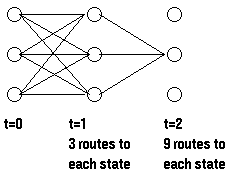 t=0 t=1 t=2
3 routes to 9 routes to
each state each state